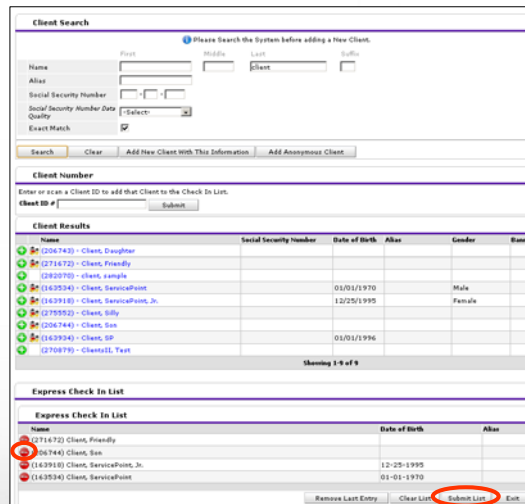 Client Search
Please Search the System before adding a New Client.
First Middle Last Suffix
Name client
Alias
Social Security Number - -
Social Security Number Data Quality -Select-
Exact Match
Search Clear Add New Client With This Information Add Anonymous Client
Client Number
Enter or scan a Client ID to add that Client to the Check In List.
Client ID # Submit
Client Results
Name Social Security Number Date of Birth Alias Gender
(206743) - Client, Daughter
(271672) - Client, Friendly
(282070) - client, sample
(163534) - Client, ServicePoint 01/01/1970 Male
(163918) - Client, ServicePoint, Jr. 12/25/1995 Female
(275552) - Client, Silly
(206744) - Client, Son
(163934) - Client, SP 01/01/1996
(270879) - ClientsII, Test
Showing 1-9 of 9
Express Check In List
Express Check In List
Name Date of Birth Alias
(271672) Client, Friendly
(206744) Client, Son
(163918) Client, ServicePoint, Jr. 12-25-1995
(163534) Client, ServicePoint 01-01-1970
Remove Last Entry Clear List Submit List Exit